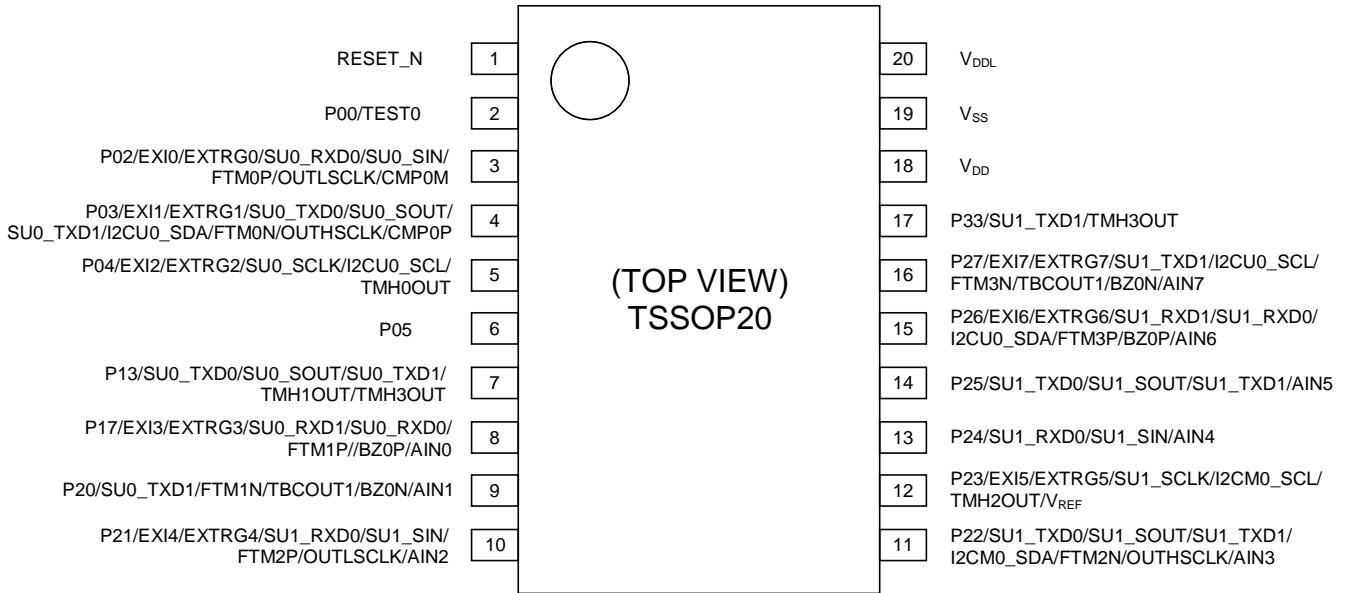 RESET_N 1
P00/TEST0 2
P02/EXI0/EXTRG0/SU0_RXD0/SU0_SIN/
FTM0P/OUTLSCLK/CMP0M 3
P03/EXI1/EXTRG1/SU0_TXD0/SU0_SOUT/
SU0_TXD1/I2CU0_SDA/FTM0N/OUTHSCLK/CMP0P 4
P04/EXI2/EXTRG2/SU0_SCLK/I2CU0_SCL/
TMH0OUT 5
P05 6
P13/SU0_TXD0/SU0_SOUT/SU0_TXD1/
TMH1OUT/TMH3OUT 7
P17/EXI3/EXTRG3/SU0_RXD1/SU0_RXD0/
FTM1P//BZ0P/AIN0 8
P20/SU0_TXD1/FTM1N/TBCOUT1/BZ0N/AIN1 9
P21/EXI4/EXTRG4/SU1_RXD0/SU1_SIN/
FTM2P/OUTLSCLK/AIN2 10
(TOP VIEW)
TSSOP20
20 VDDL
19 VSS
18 VDD
17 P33/SU1_TXD1/TMH3OUT
16 P27/EXI7/EXTRG7/SU1_TXD1/I2CU0_SCL/
FTM3N/TBCOUT1/BZ0N/AIN7
15 P26/EXI6/EXTRG6/SU1_RXD1/SU1_RXD0/
I2CU0_SDA/FTM3P/BZ0P/AIN6
14 P25/SU1_TXD0/SU1_SOUT/SU1_TXD1/AIN5
13 P24/SU1_RXD0/SU1_SIN/AIN4
12 P23/EXI5/EXTRG5/SU1_SCLK/I2CM0_SCL/
TMH2OUT/VREF
11 P22/SU1_TXD0/SU1_SOUT/SU1_TXD1/
I2CM0_SDA/FTM2N/OUTHSCLK/AIN3